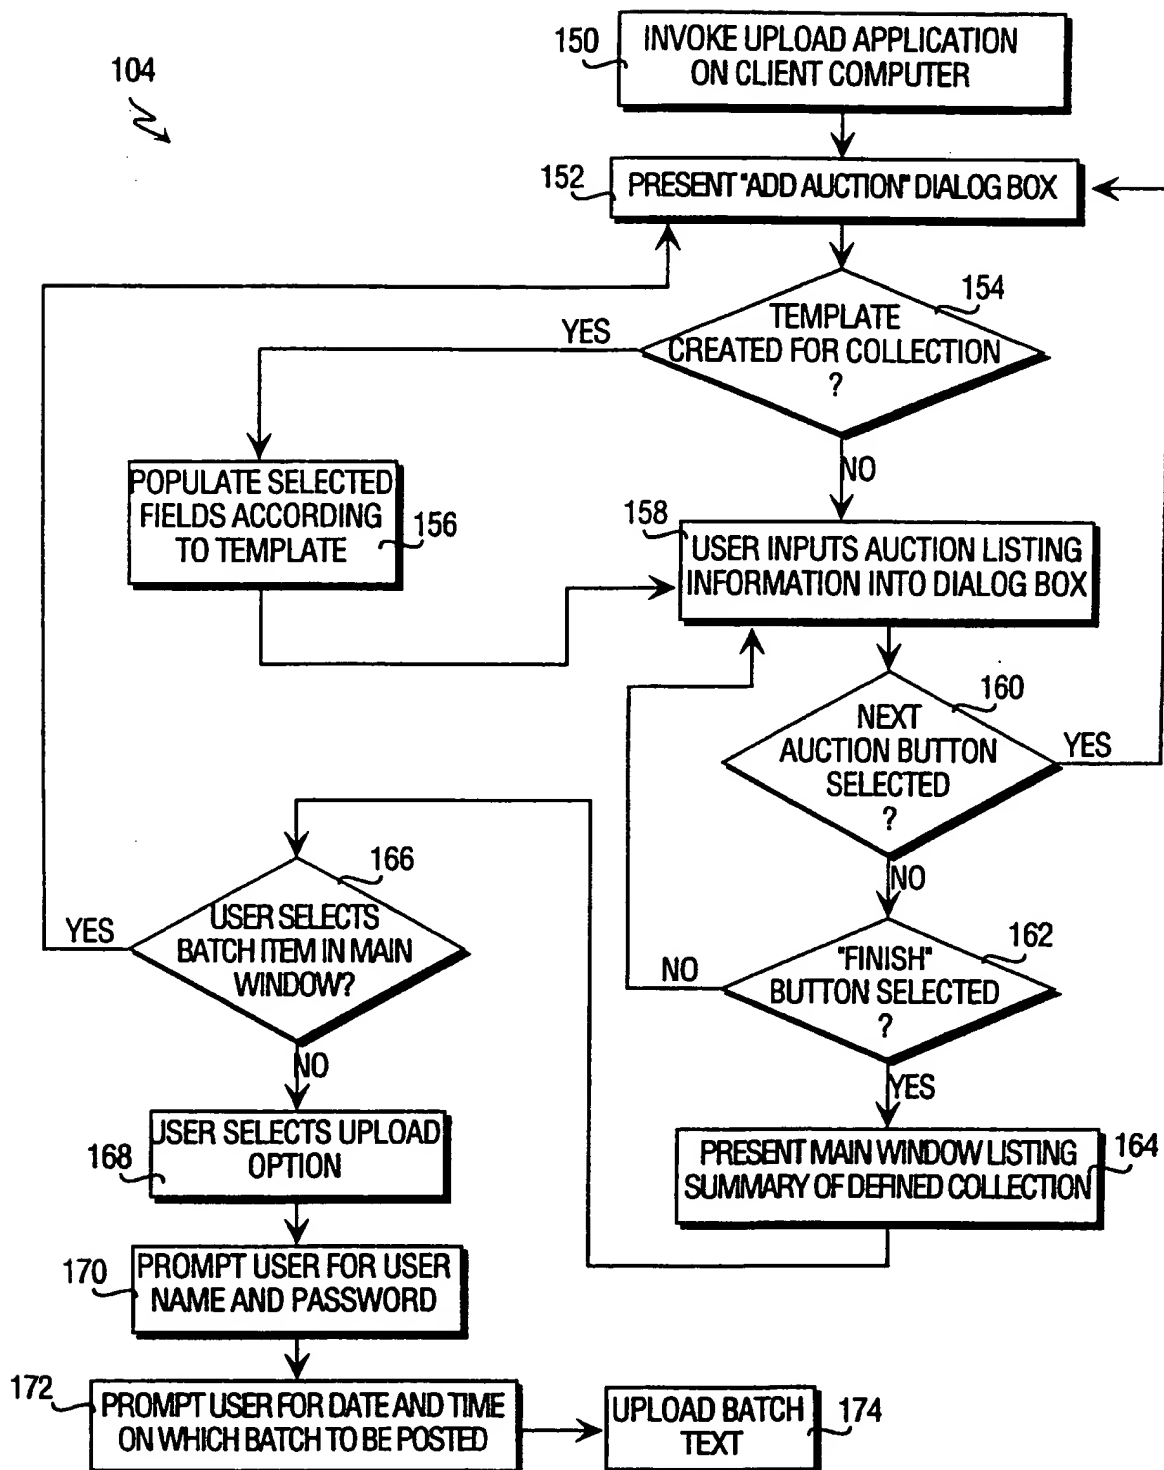 104
150
INVOKE UPLOAD APPLICATION
ON CLIENT COMPUTER
152
PRESENT "ADD AUCTION" DIALOG BOX
154
TEMPLATE
CREATED FOR COLLECTION
?
YES
NO
POPULATE SELECTED
FIELDS ACCORDING
TO TEMPLATE
156
158
USER INPUTS AUCTION LISTING
INFORMATION INTO DIALOG BOX
160
NEXT
AUCTION BUTTON
SELECTED
?
YES
NO
162
"FINISH"
BUTTON SELECTED
?
NO
YES
PRESENT MAIN WINDOW LISTING
SUMMARY OF DEFINED COLLECTION
164
166
USER SELECTS
BATCH ITEM IN MAIN
WINDOW?
YES
NO
168
USER SELECTS UPLOAD
OPTION
170
PROMPT USER FOR USER
NAME AND PASSWORD
172
PROMPT USER FOR DATE AND TIME
ON WHICH BATCH TO BE POSTED
UPLOAD BATCH
TEXT
174